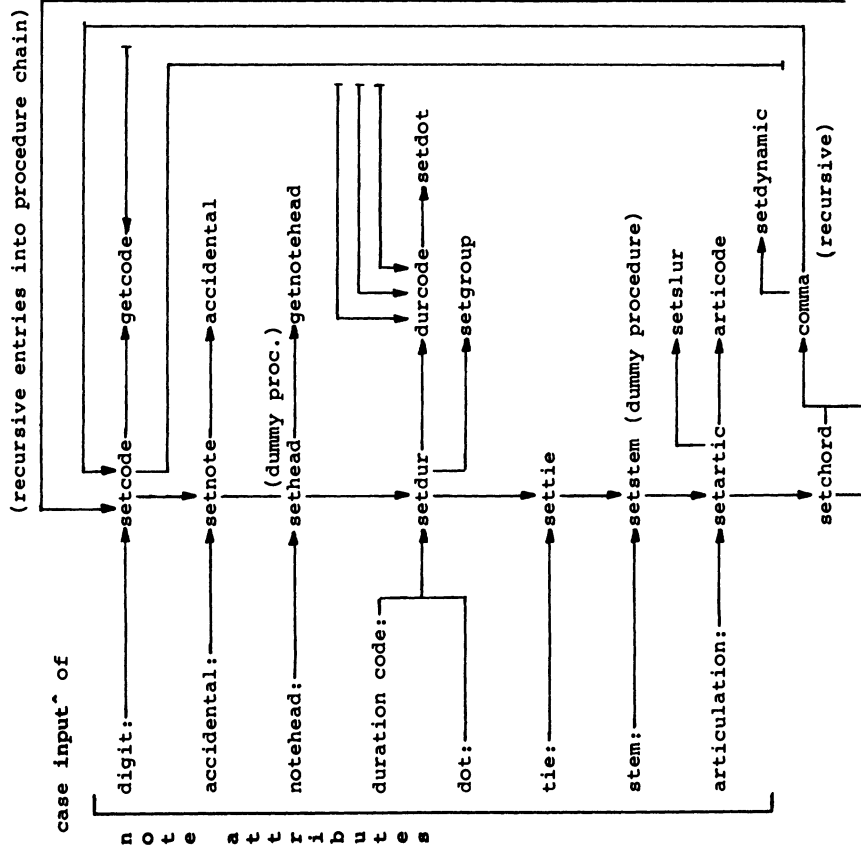 (recursive entries into procedure chain)
case input^ of
digit: setcode getcode
accidental: setnote accidental
(dummy proc.)
notehead: sethead getnotehead
duration code: setdur durcode setdot
dot: setgroup
tie: settie
stem: setstem (dummy procedure)
setslur
articulation: setartic articode
setdynamic
setchord comma
(recursive)
note attributes